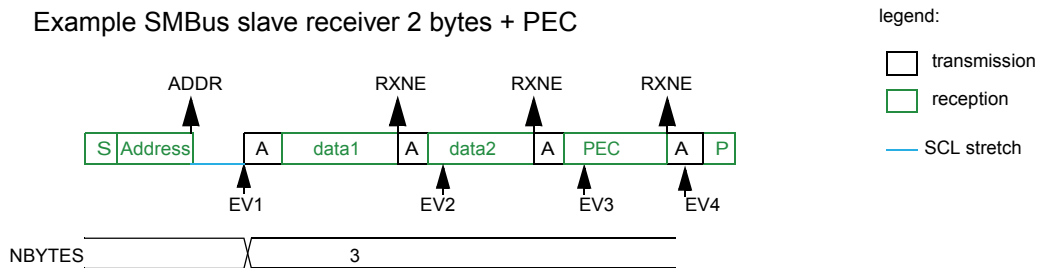 Example SMBus slave receiver 2 bytes + PEC
legend:
transmission
reception
SCL stretch
ADDR RXNE RXNE RXNE
S Address A data1 A data2 A PEC A P
EV1 EV2 EV3 EV4
NBYTES 3